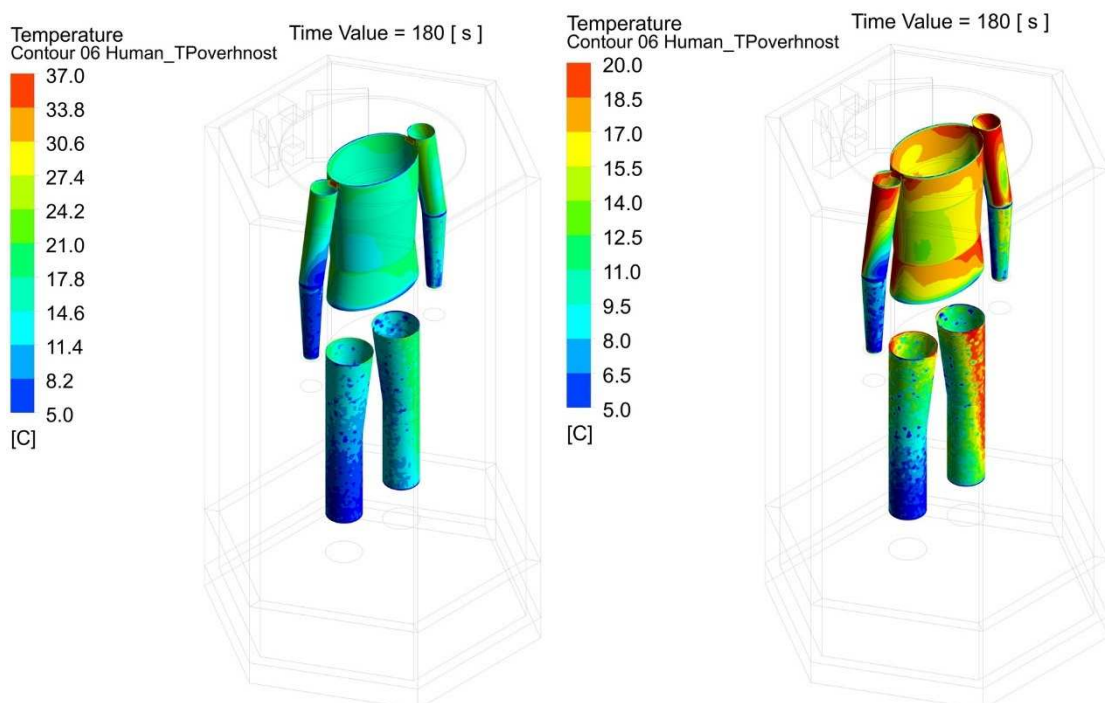 Temperature
Contour 06 Human_TPoverhnost
Time Value = 180 [ s ]
37.0
33.8
30.6
27.4
24.2
21.0
17.8
14.6
11.4
8.2
5.0
[C]
Temperature
Contour 06 Human_TPoverhnost
Time Value = 180 [ s ]
20.0
18.5
17.0
15.5
14.0
12.5
11.0
9.5
8.0
6.5
5.0
[C]